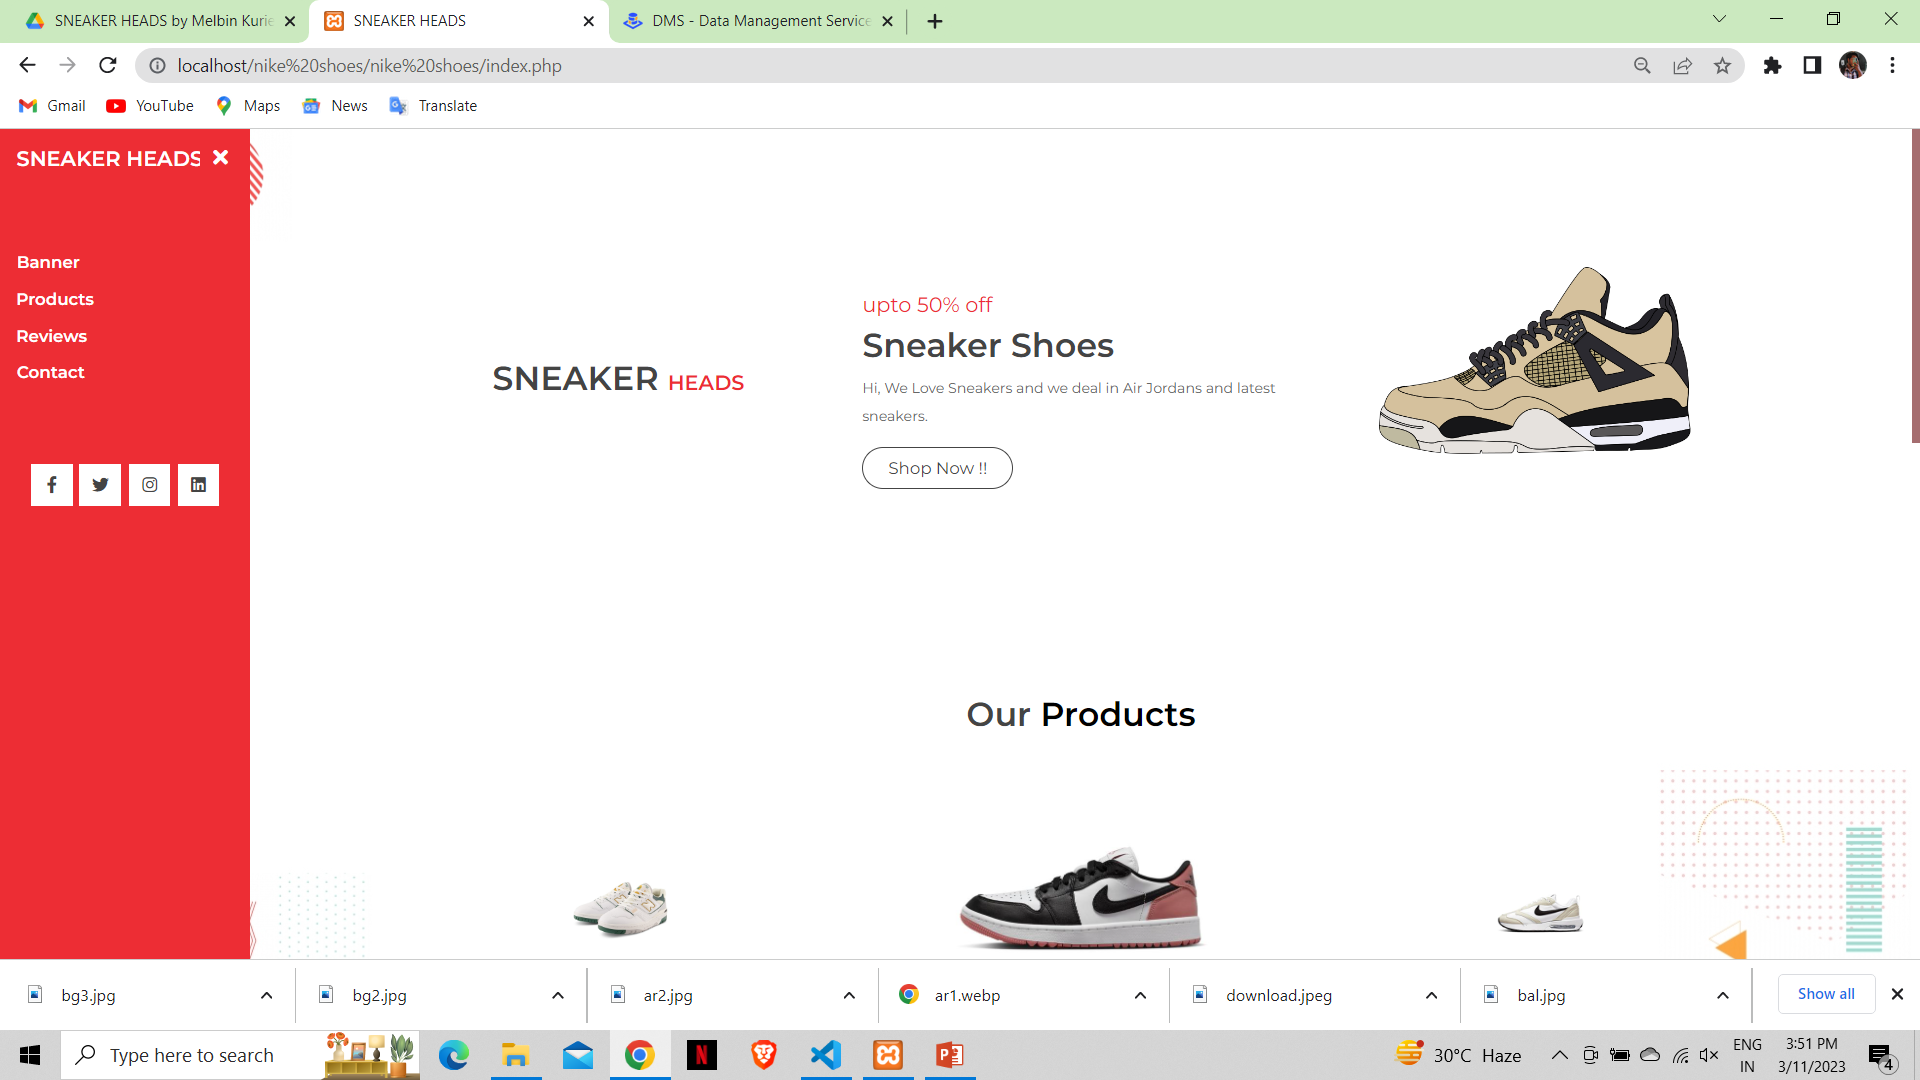 SNEAKER HEADS by Melbin Kurie
SNEAKER HEADS
DMS - Data Management Service
localhost/nike%20shoes/nike%20shoes/index.php
Gmail
YouTube
Maps
News
Translate
SNEAKER HEADS
Banner
Products
Reviews
Contact
SNEAKER HEADS
upto 50% off
Sneaker Shoes
Hi, We Love Sneakers and we deal in Air Jordans and latest
sneakers.
Shop Now !!
Our Products
bg3.jpg
bg2.jpg
ar2.jpg
ar1.webp
download.jpeg
bal.jpg
Show all
Type here to search
30°C Haze
ENG
IN
3:51 PM
3/11/2023
4